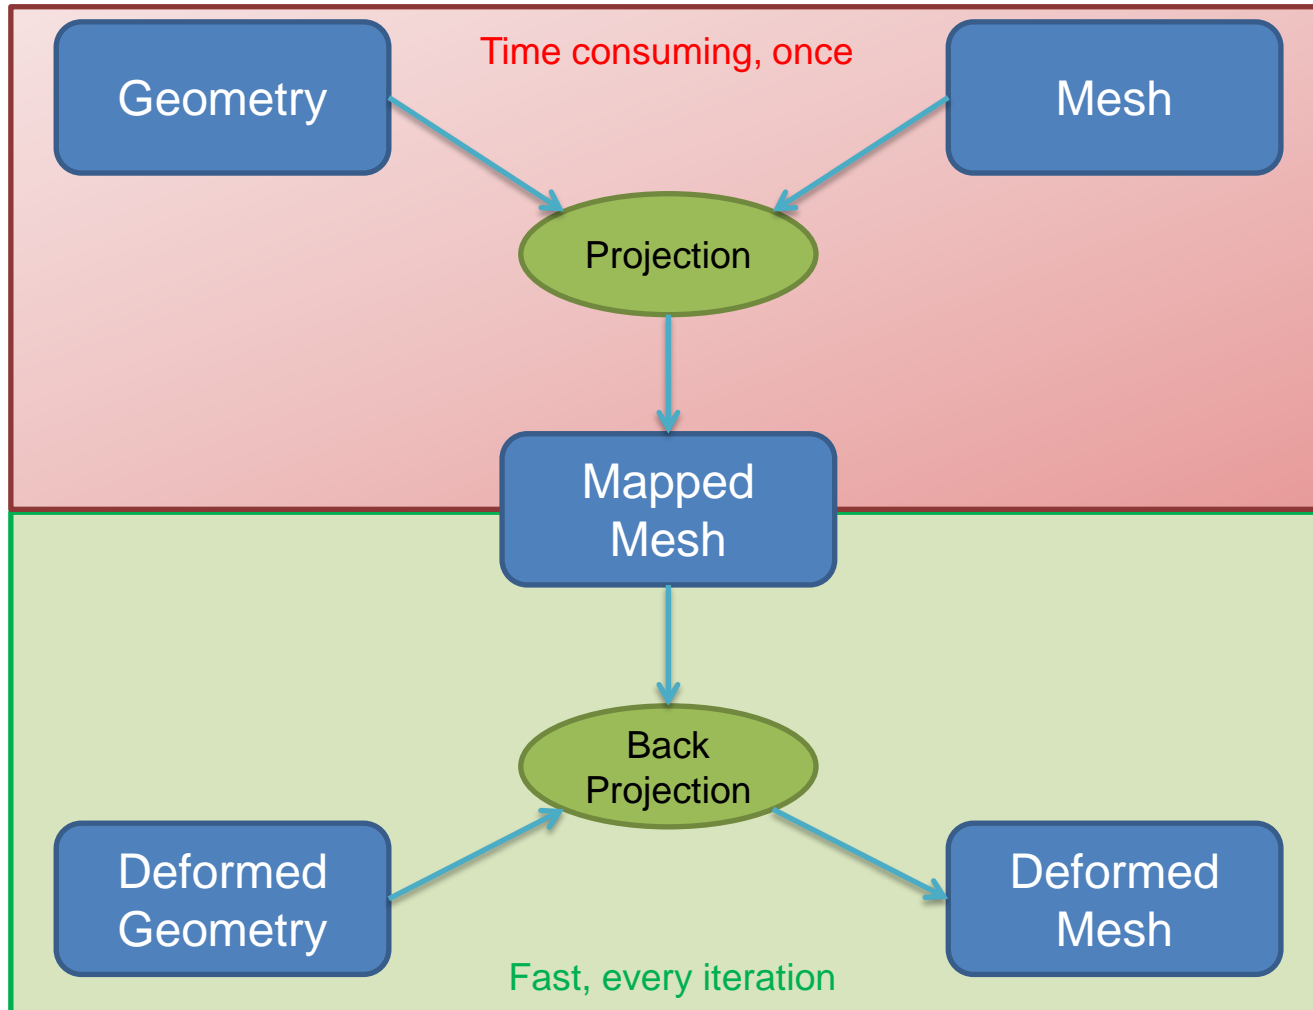 Time consuming, once
Geometry
Mesh
Projection
Mapped
Mesh
Back
Projection
Deformed
Geometry
Deformed
Mesh
Fast, every iteration